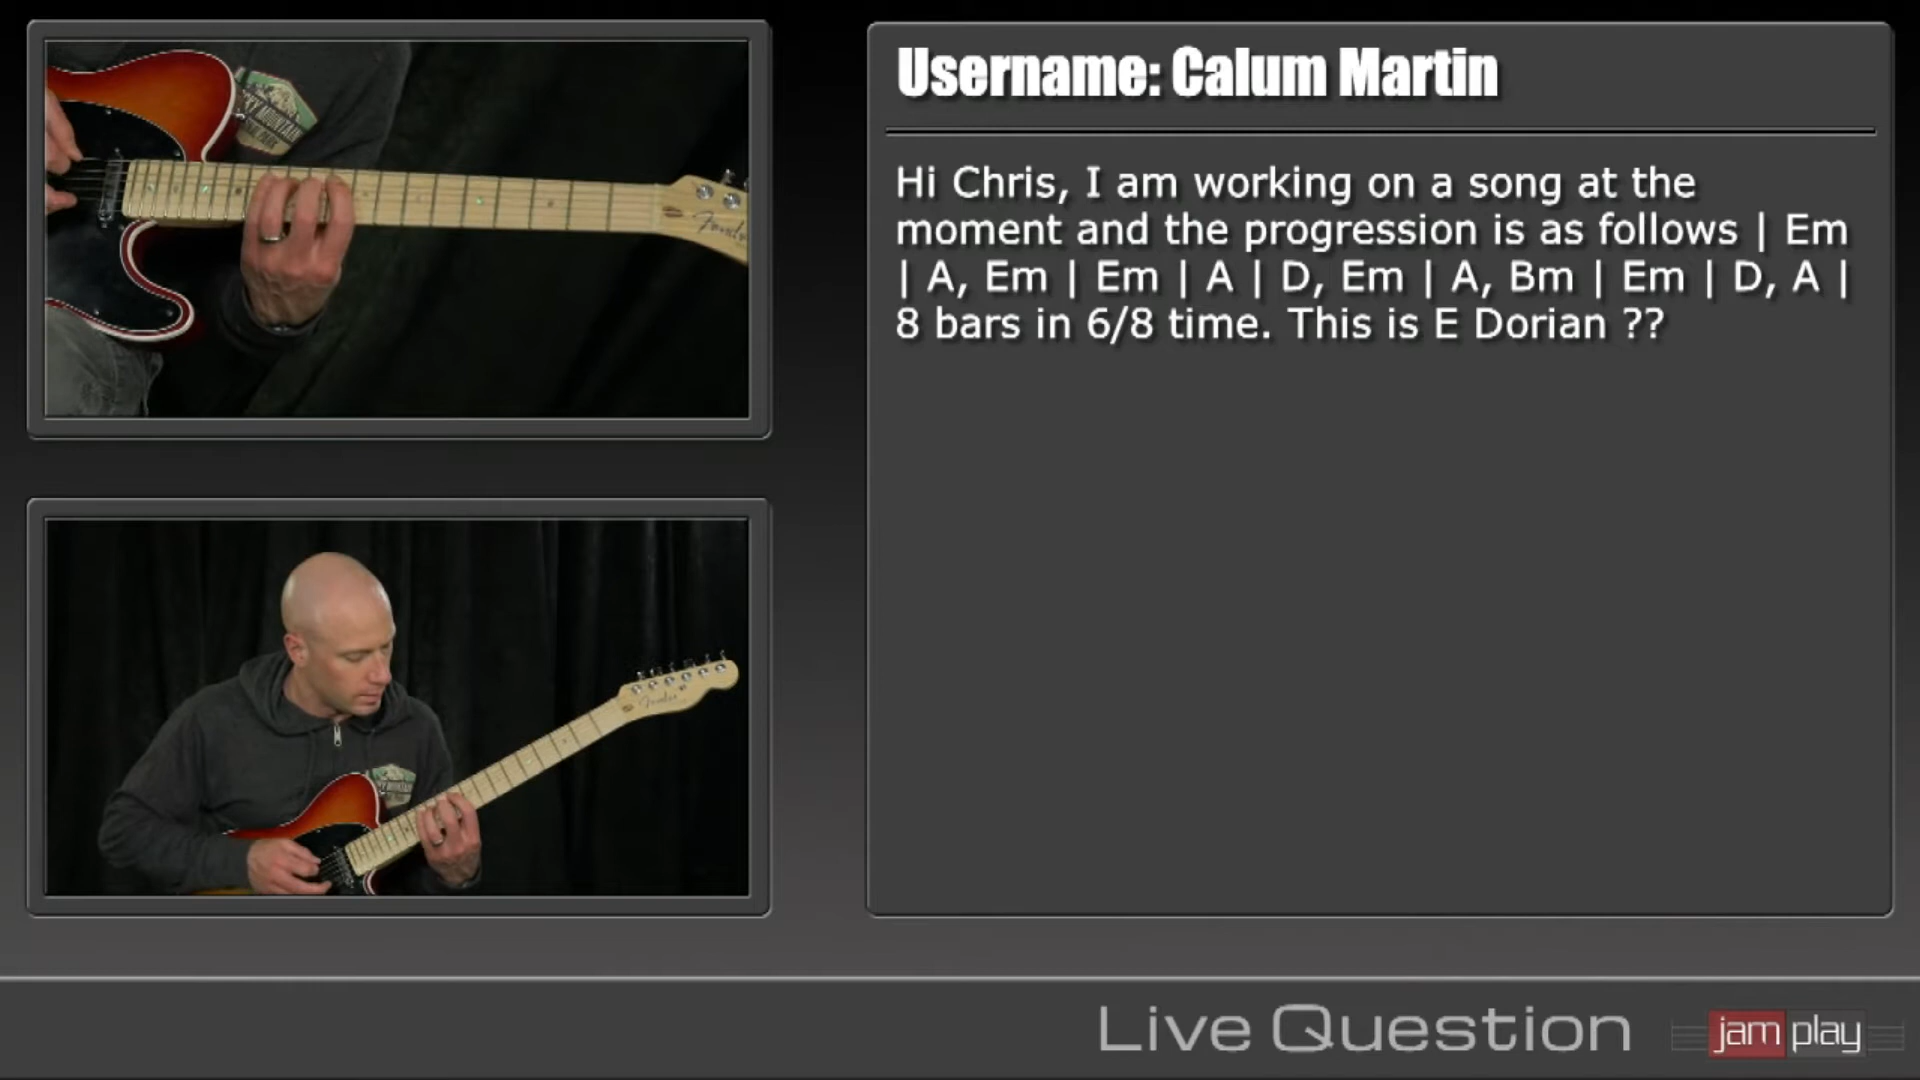 Username: Calum Martin
Hi Chris, I am working on a song at the
moment and the progression is as follows | Em
| A, Em | Em | A | D, Em | A, Bm | Em | D, A |
8 bars in 6/8 time. This is E Dorian ??
Live Question
jam play
Fender